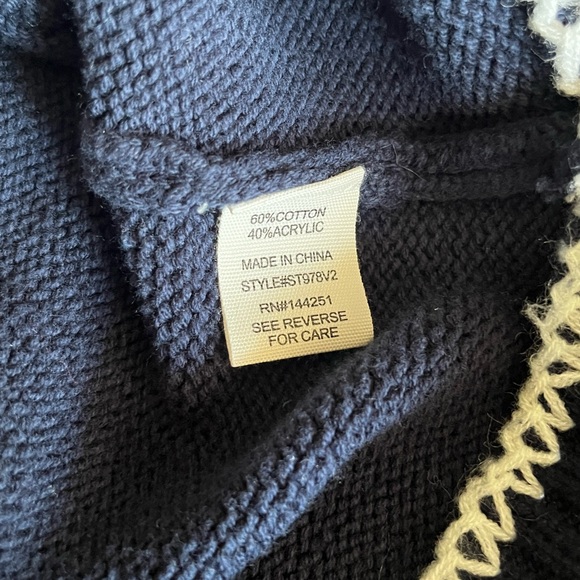 60%COTTON
40%ACRYLIC
MADE IN CHINA
STYLE#ST978V2
RN#144251
SEE REVERSE
FOR CARE